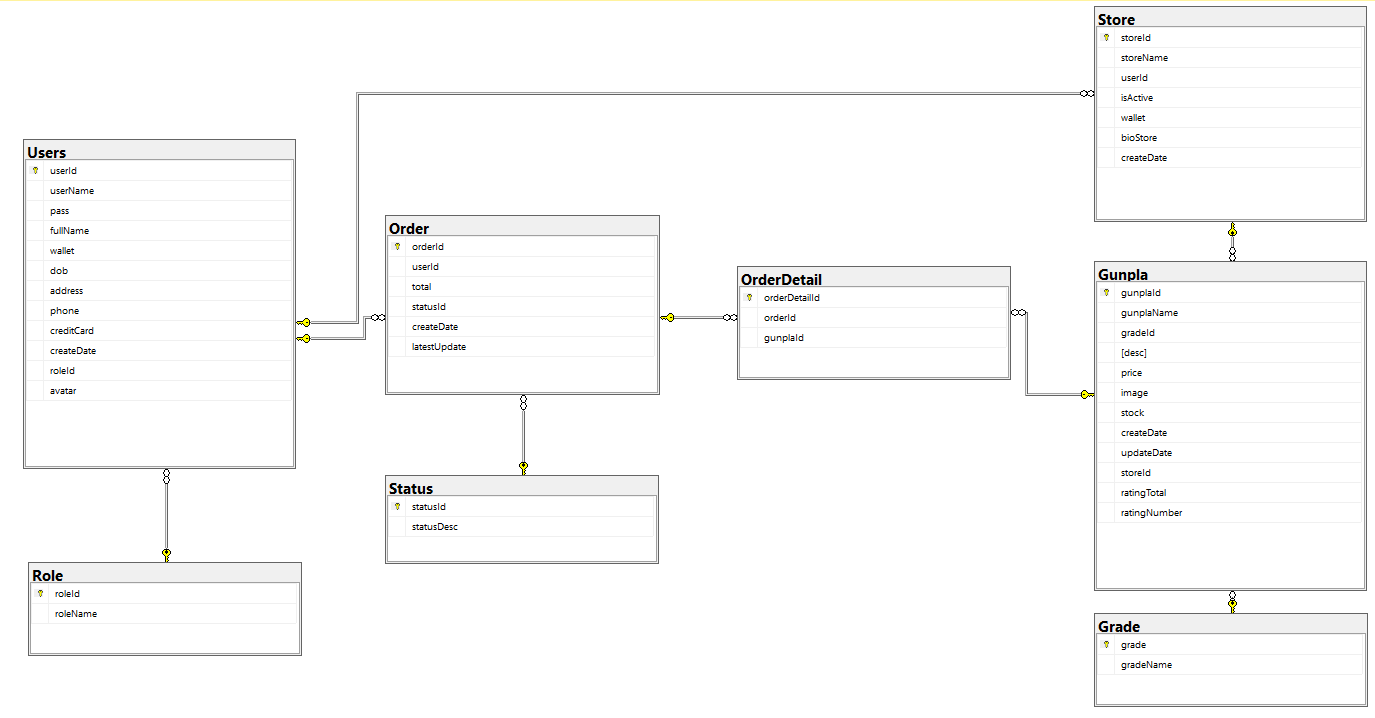 Users
userId
userName
pass
fullName
wallet
dob
address
phone
creditCard
createDate
roleId
avatar
Role
roleId
roleName
Order
orderId
userId
total
statusId
createDate
latestUpdate
Status
statusId
statusDesc
OrderDetail
orderDetailId
orderId
gunplaId
Store
storeId
storeName
userId
isActive
wallet
bioStore
createDate
Gunpla
gunplaId
gunplaName
gradeId
[desc]
price
image
stock
createDate
updateDate
storeId
ratingTotal
ratingNumber
Grade
grade
gradeName